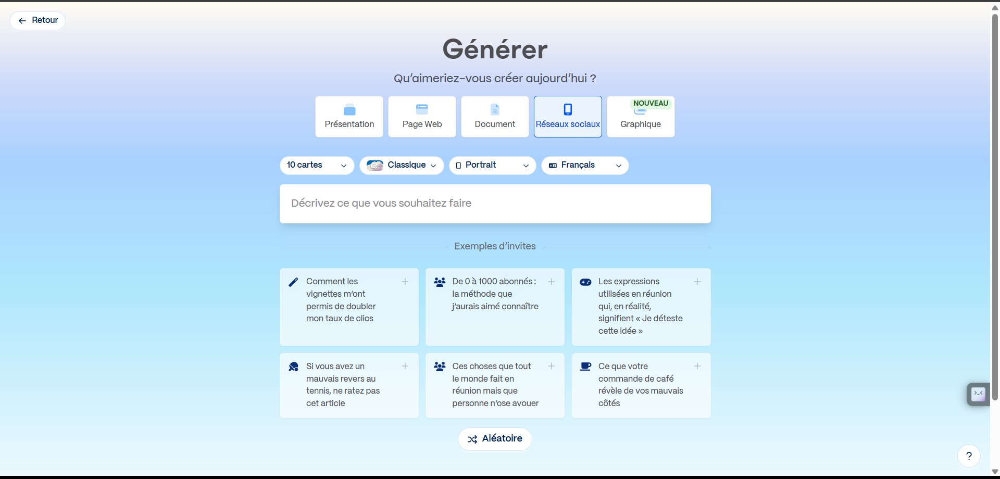 Retour
Générer
Qu'aimeriez-vous créer aujourd'hui ?
Présentation
Page Web
Document
Réseaux sociaux
NOUVEAU
Graphique
10 cartes
Classique
Portrait
Français
Décrivez ce que vous souhaitez faire
Exemples d'invites
Comment les
vignettes m'ont
permis de doubler
mon taux de clics
De 0 à 1000 abonnés :
la méthode que
j'aurais aimé connaître
Les expressions
utilisées en réunion
qui, en réalité,
signifient « Je déteste
cette idée »
Si vous avez un
mauvais revers au
tennis, ne ratez pas
cet article
Ces choses que tout
le monde fait en
réunion mais que
personne n'ose avouer
Ce que votre
commande de café
révèle de vos mauvais
côtés
Aléatoire
?